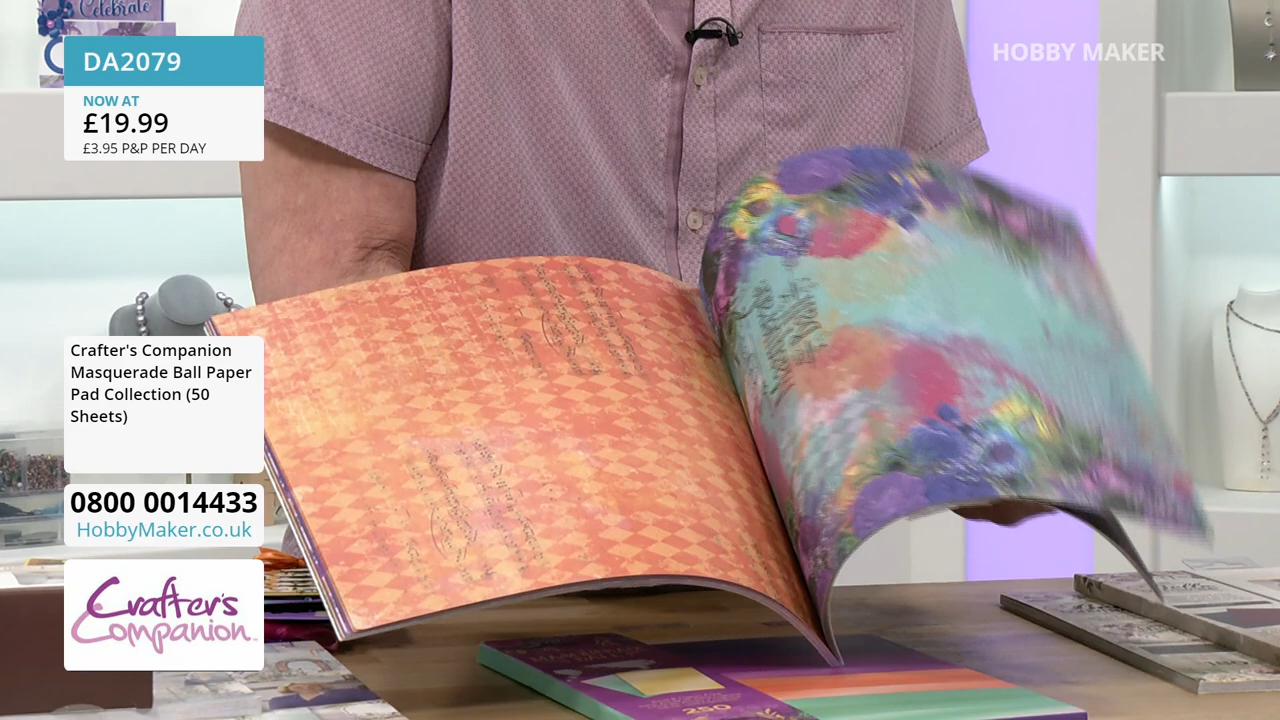 Celebrate
DA2079
NOW AT
£19.99
£3.95 P&P PER DAY
HOBBY MAKER
Crafter's Companion
Masquerade Ball Paper
Pad Collection (50
Sheets)
0800 0014433
HobbyMaker.co.uk
Crafter's
Companion
250